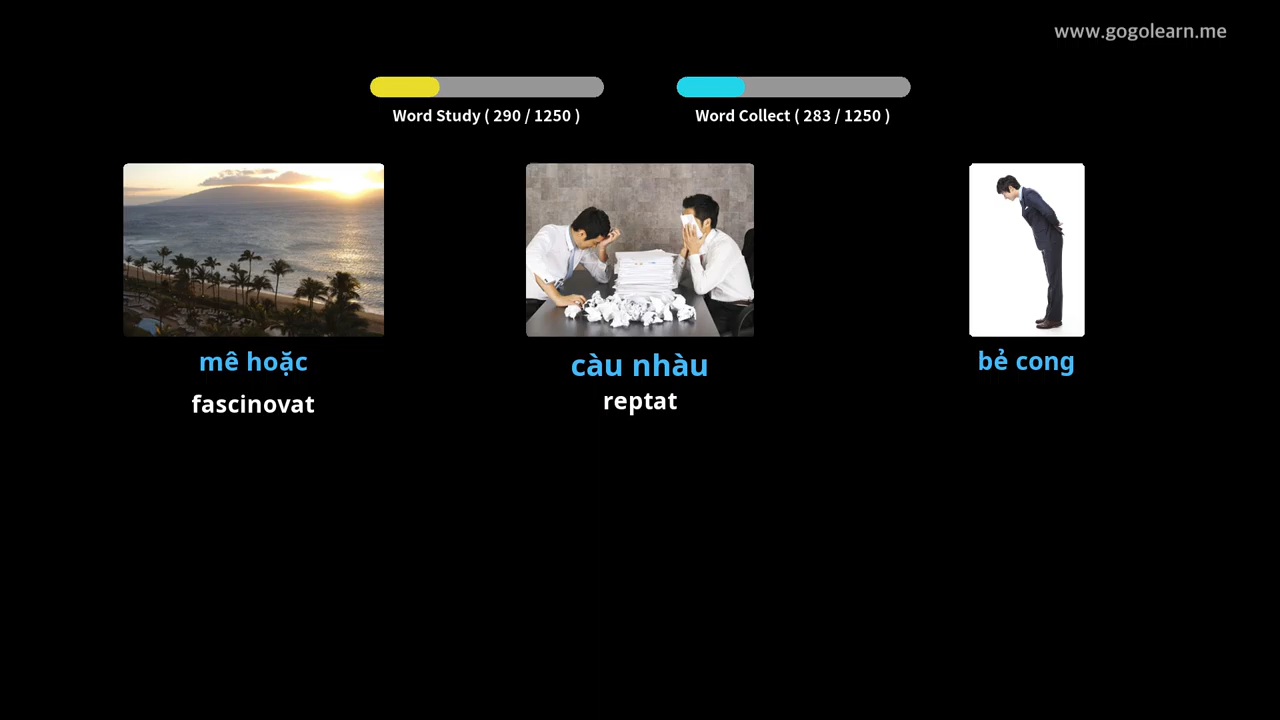 www.gogolearn.me
Word Study ( 290 / 1250 )
Word Collect ( 283 / 1250 )
mê hoặc
càu nhàu
bẻ cong
fascinovat
reptat